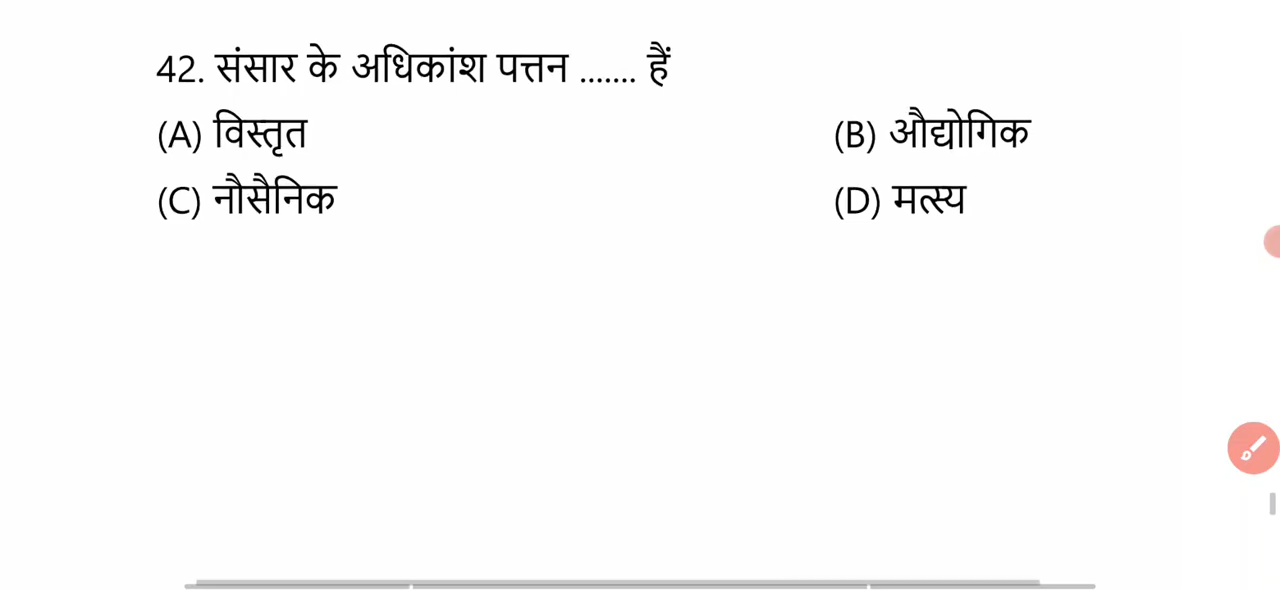 42. संसार के अधिकांश पत्तन ....... हैं
(A) विस्तृत (B) औद्योगिक
(C) नौसैनिक (D) मत्स्य